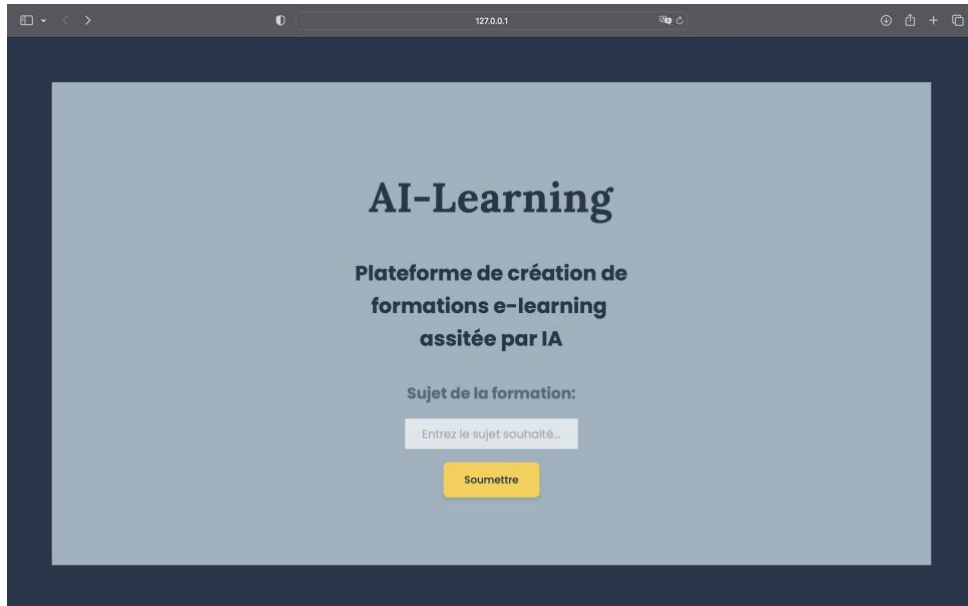 127.0.0.1
AI-Learning
Plateforme de création de
formations e-learning
assitée par IA
Sujet de la formation:
Entrez le sujet souhaité...
Soumettre